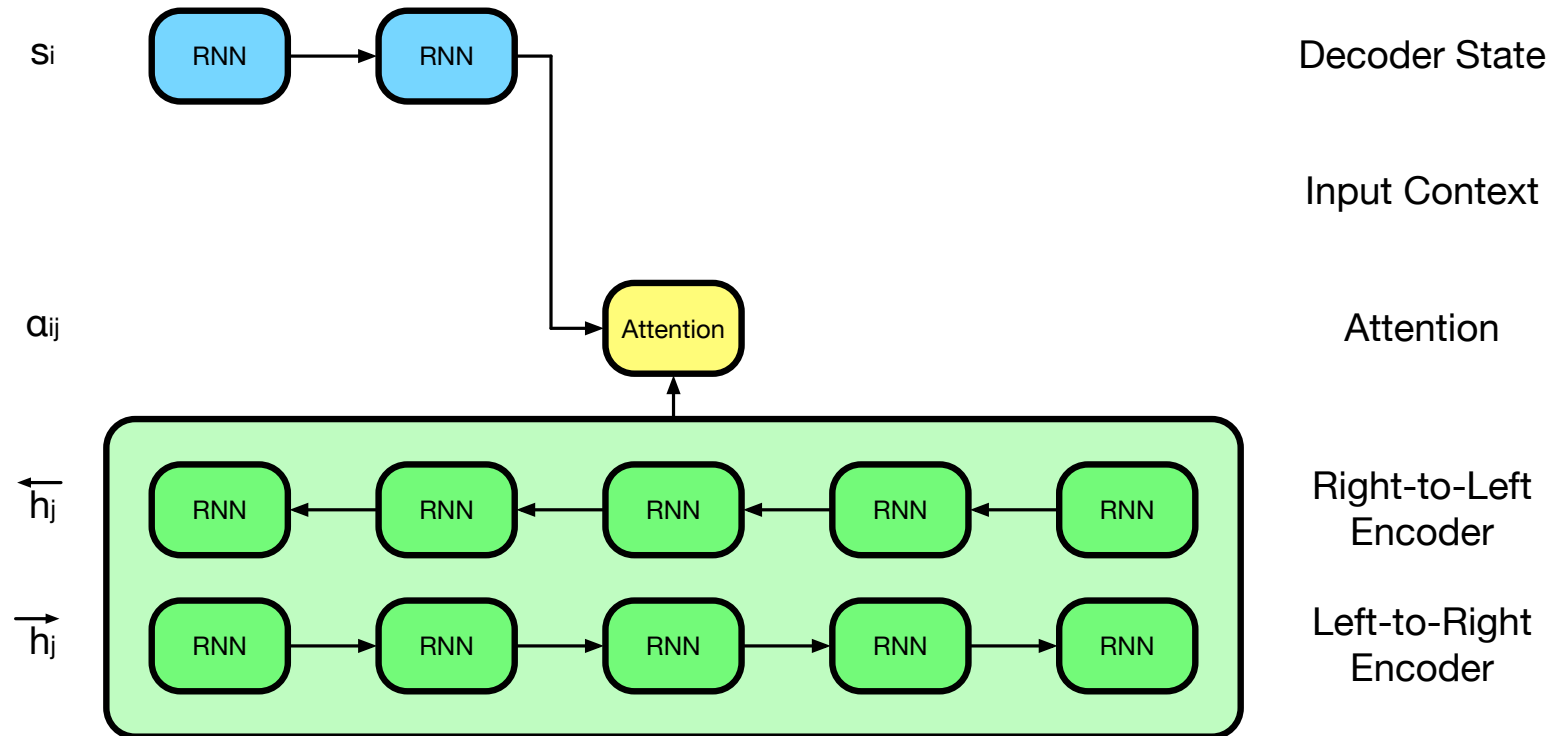 si RNN RNN Decoder State
Input Context
αij Attention Attention
hj RNN RNN RNN RNN RNN Right-to-Left
Encoder
hj RNN RNN RNN RNN RNN Left-to-Right
Encoder